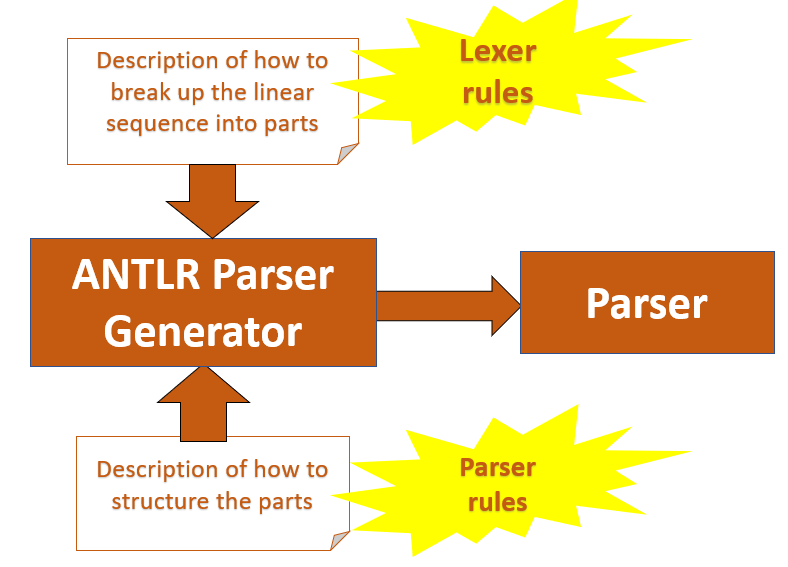 Description of how to
break up the linear
sequence into parts
Lexer
rules
ANTLR Parser
Generator
Parser
Description of how to
structure the parts
Parser
rules